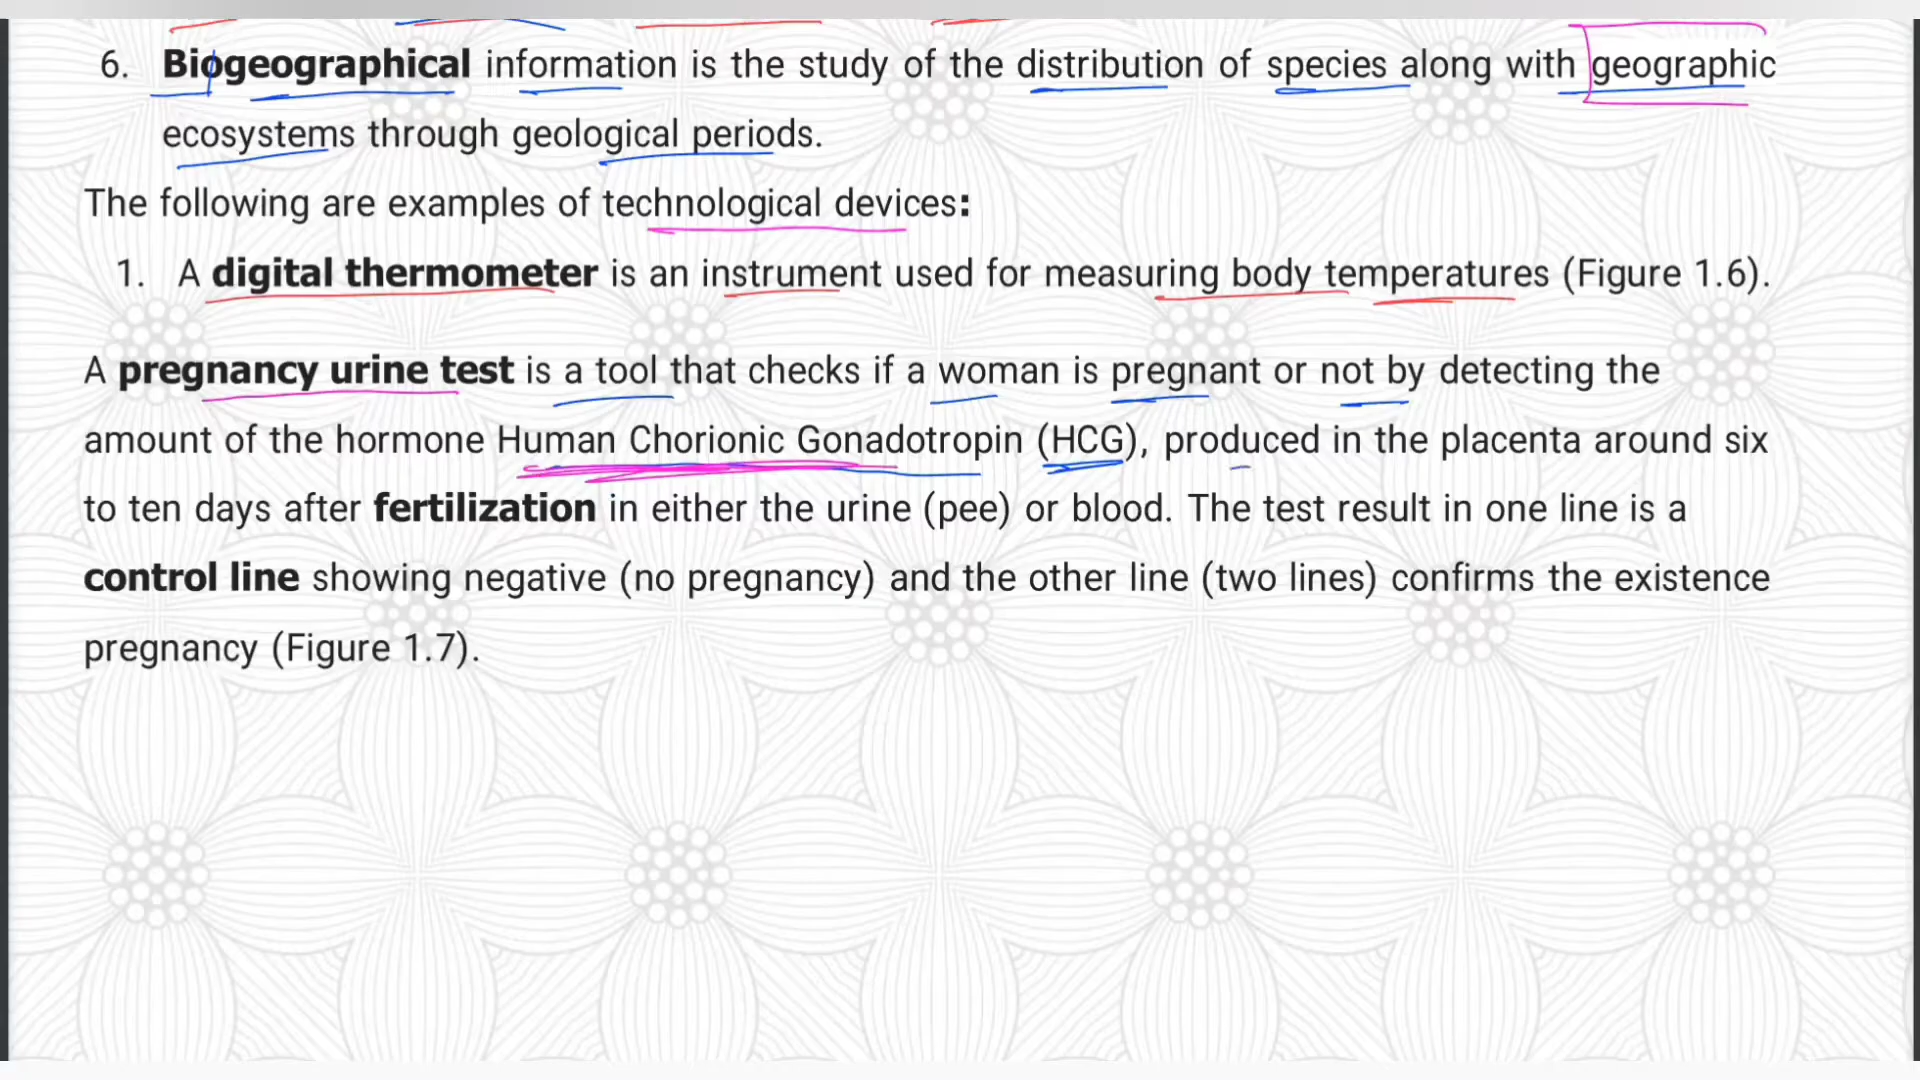 6. Biogeographical information is the study of the distribution of species along with geographic
ecosystems through geological periods.
The following are examples of technological devices:
1. A digital thermometer is an instrument used for measuring body temperatures (Figure 1.6).
A pregnancy urine test is a tool that checks if a woman is pregnant or not by detecting the
amount of the hormone Human Chorionic Gonadotropin (HCG), produced in the placenta around six
to ten days after fertilization in either the urine (pee) or blood. The test result in one line is a
control line showing negative (no pregnancy) and the other line (two lines) confirms the existence
pregnancy (Figure 1.7).